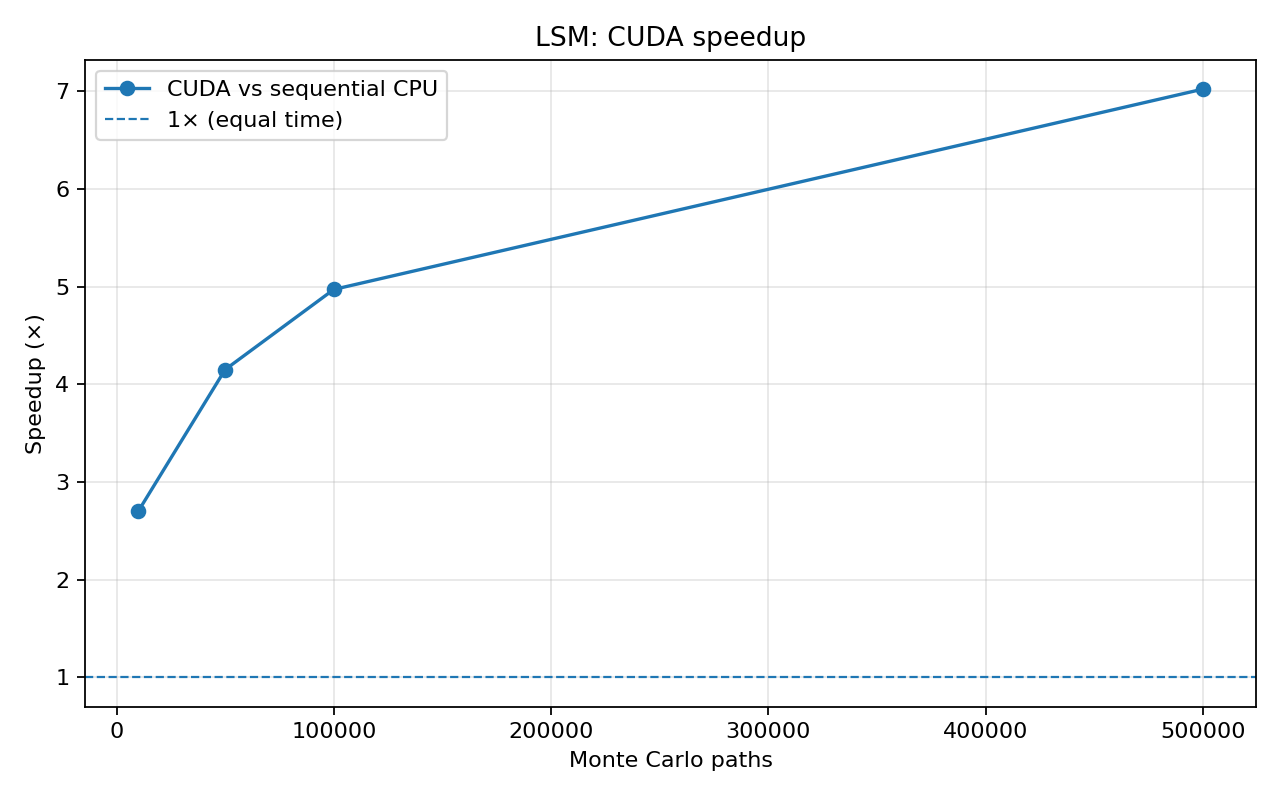 LSM: CUDA speedup
CUDA vs sequential CPU
1× (equal time)
Speedup (×)
7
6
5
4
3
2
1
0 100000 200000 300000 400000 500000
Monte Carlo paths